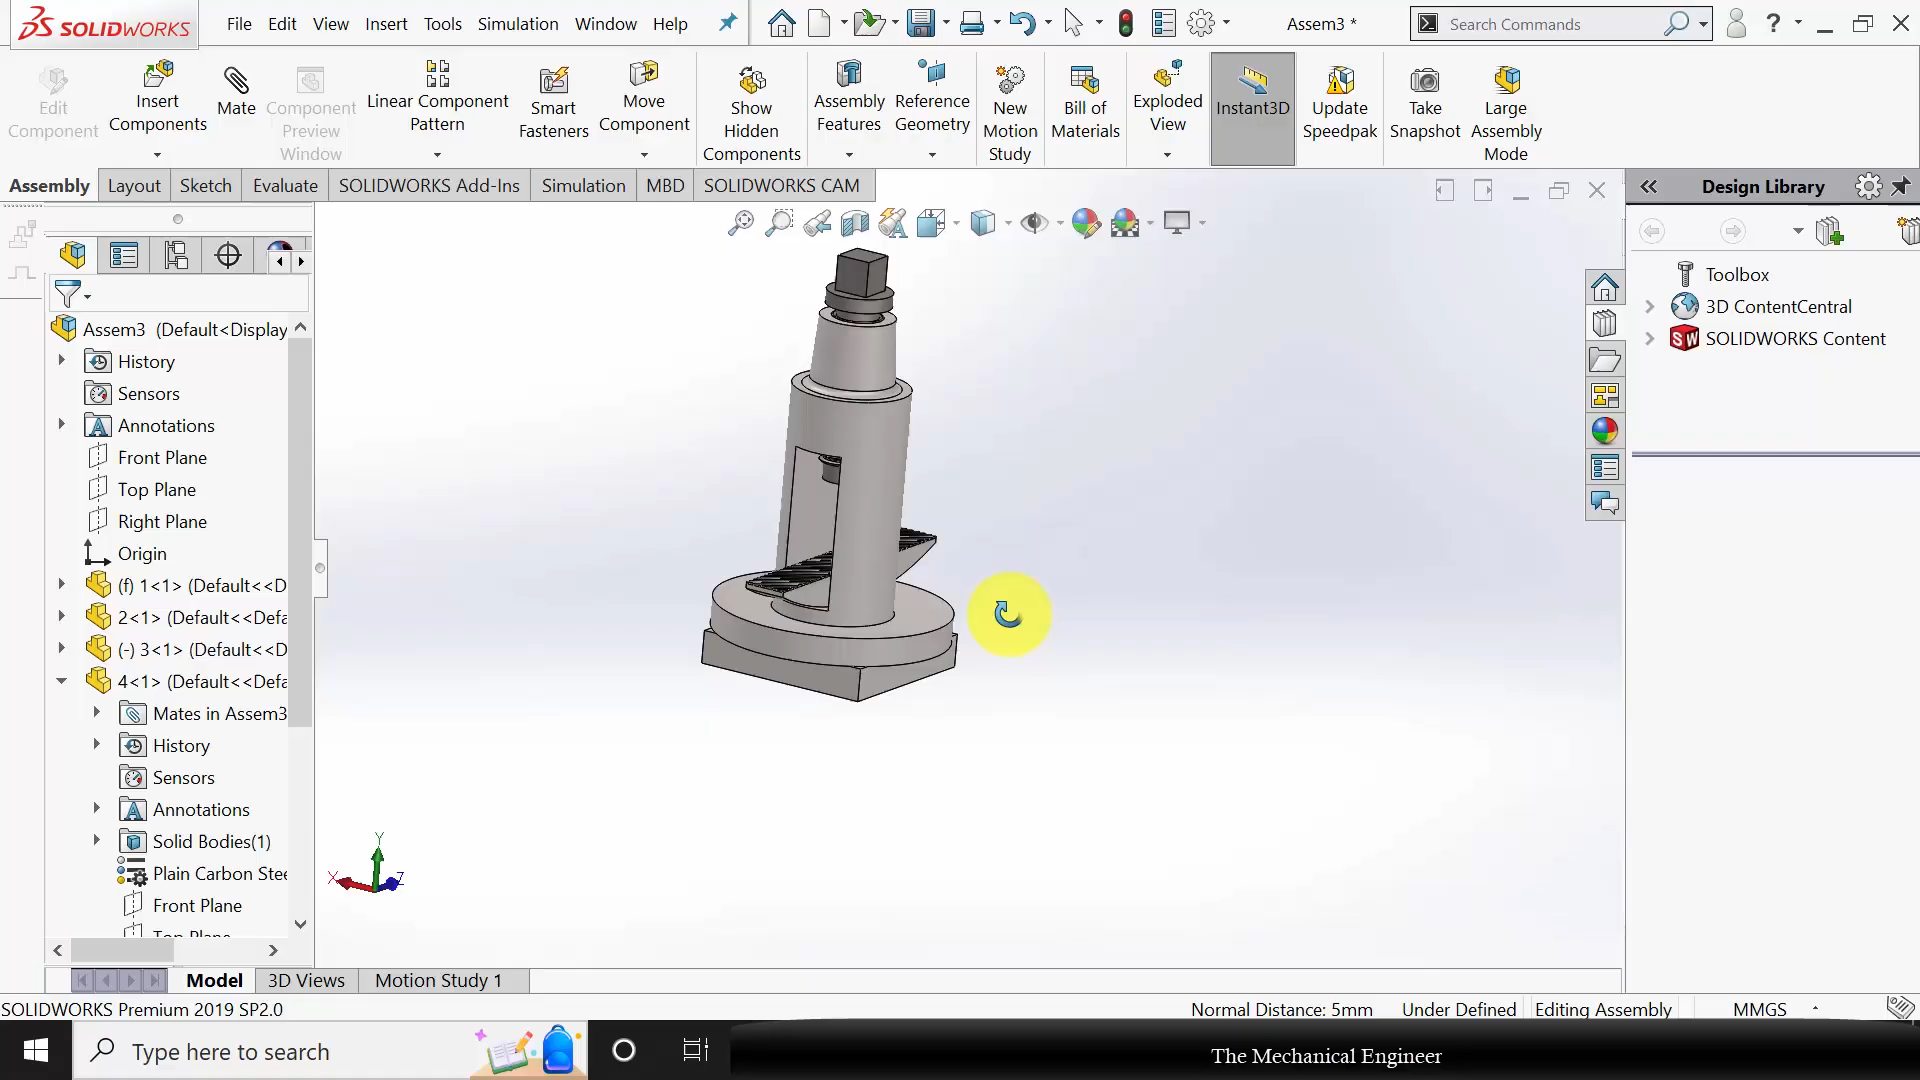 SOLIDWORKS
File Edit View Insert Tools Simulation Window Help
Assem3 *
Search Commands
Edit Component
Insert Components
Mate
Component Preview Window
Linear Component Pattern
Smart Fasteners
Move Component
Show Hidden Components
Assembly Features
Reference Geometry
New Motion Study
Bill of Materials
Exploded View
Instant3D
Update Speedpak
Take Snapshot
Large Assembly Mode
Assembly Layout Sketch Evaluate SOLIDWORKS Add-Ins Simulation MBD SOLIDWORKS CAM
Design Library
Toolbox
3D ContentCentral
SOLIDWORKS Content
Assem3 (Default<Display
History
Sensors
Annotations
Front Plane
Top Plane
Right Plane
Origin
(f) 1<1> (Default<<D
2<1> (Default<<Defa
(-) 3<1> (Default<<D
4<1> (Default<<Defa
Mates in Assem3
History
Sensors
Annotations
Solid Bodies(1)
Plain Carbon Stee
Front Plane
Top Plane
Y
X
Z
Model 3D Views Motion Study 1
SOLIDWORKS Premium 2019 SP2.0
Normal Distance: 5mm Under Defined Editing Assembly MMGS
Type here to search
The Mechanical Engineer